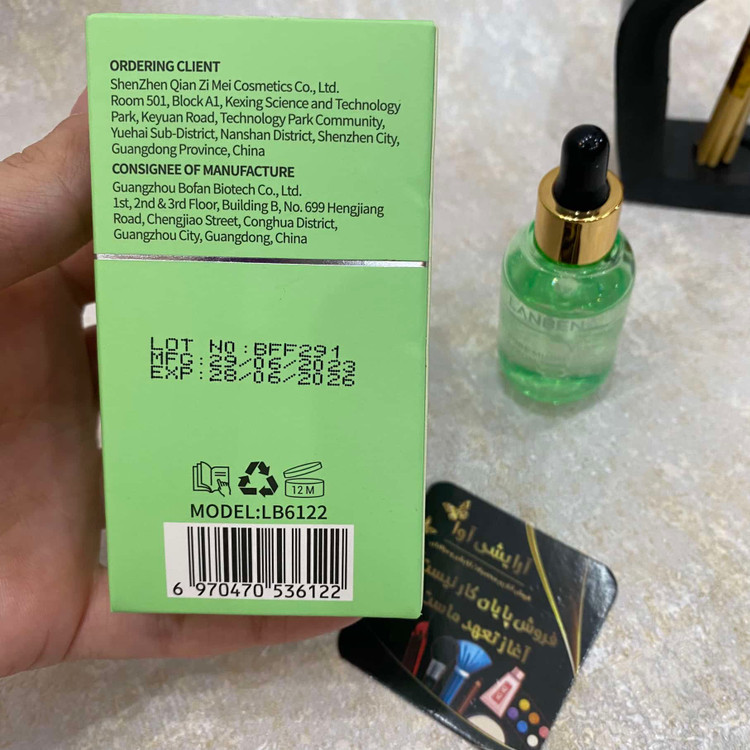 ORDERING CLIENT
ShenZhen Qian Zi Mei Cosmetics Co., Ltd.
Room 501, Block A1, Kexing Science and Technology
Park, Keyuan Road, Technology Park Community,
Yuehai Sub-District, Nanshan District, Shenzhen City,
Guangdong Province, China
CONSIGNEE OF MANUFACTURE
Guangzhou Bofan Biotech Co., Ltd.
1st, 2nd & 3rd Floor, Building B, No. 699 Hengjiang
Road, Chengjiao Street, Conghua District,
Guangzhou City, Guangdong, China
LOT NO:BFF291
MFG:29/06/2023
EXP:28/06/2026
12 M
MODEL:LB6122
6 970470 536122
LANBEN
آرایشی آوا
فروش پایان کار نیست
آغاز تعهد ماست